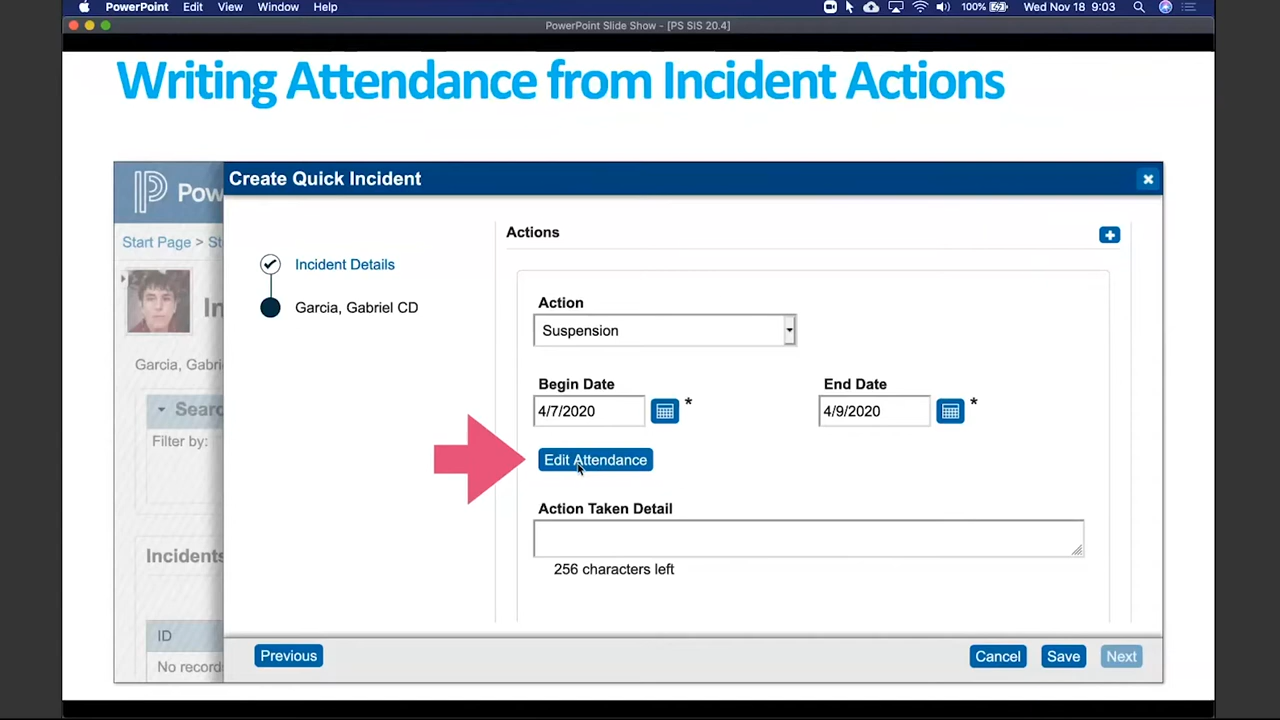 PowerPoint Edit View Window Help 100% Wed Nov 18 9:03
PowerPoint Slide Show - [PS SIS 20.4]
Writing Attendance from Incident Actions
Pow
Create Quick Incident
Start Page > St
Actions
Incident Details
In
Garcia, Gabriel CD
Action
Suspension
Garcia, Gabri
Begin Date End Date
4/7/2020 * 4/9/2020 *
Searc
Filter by:
Edit Attendance
Action Taken Detail
Incidents
256 characters left
ID
No record
Previous Cancel Save Next